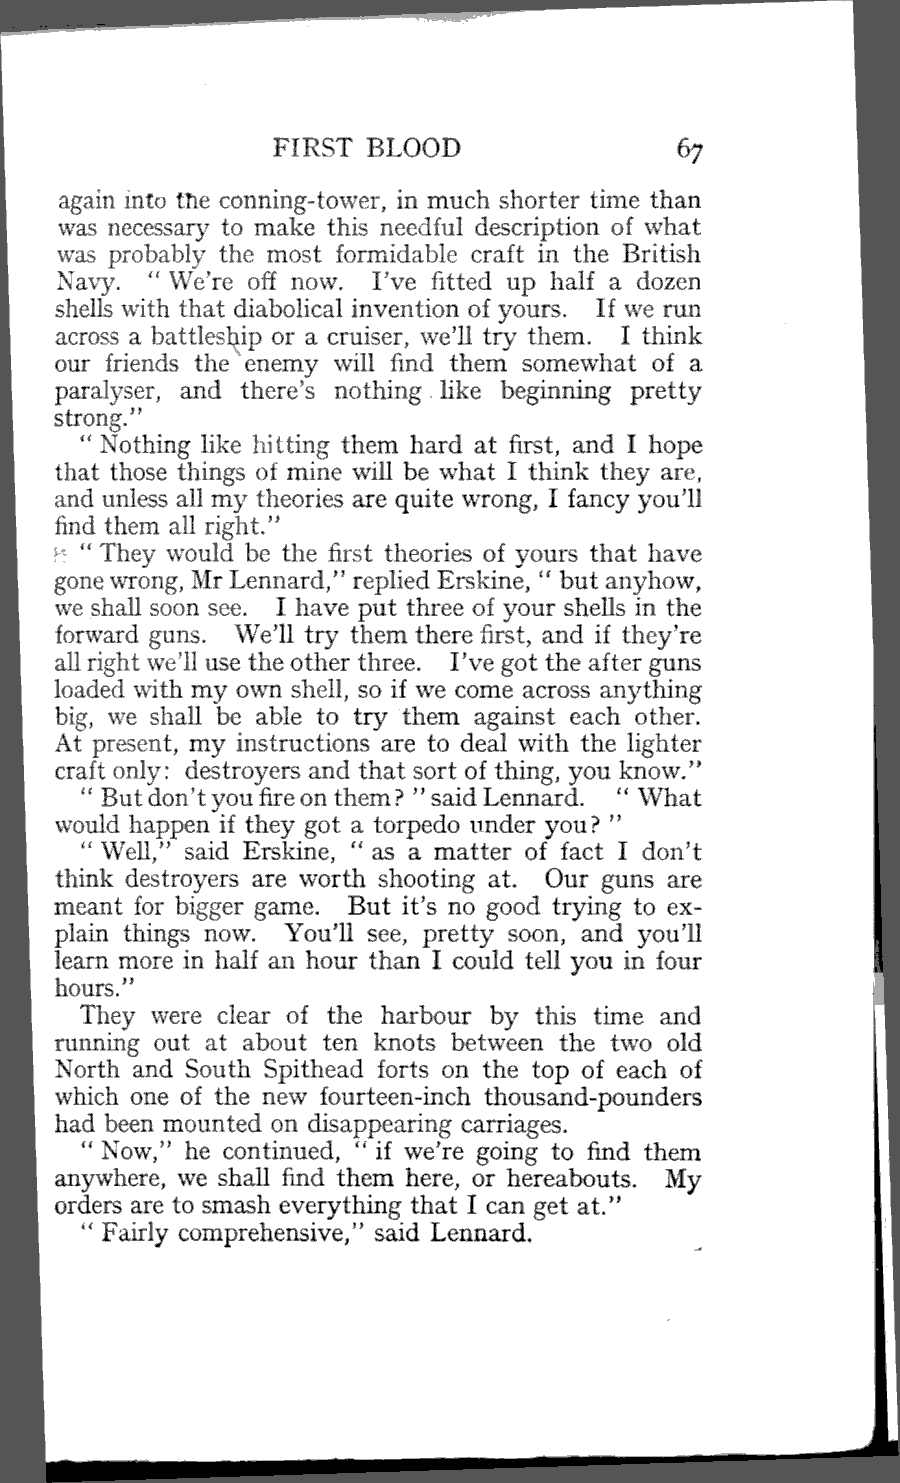 FIRST BLOOD 67
again into the conning-tower, in much shorter time than
was necessary to make this needful description of what
was probably the most formidable craft in the British
Navy. “ We’re off now. I’ve fitted up half a dozen
shells with that diabolical invention of yours. If we run
across a battleship or a cruiser, we’ll try them. I think
our friends the enemy will find them somewhat of a
paralyser, and there’s nothing like beginning pretty
strong.”
“ Nothing like hitting them hard at first, and I hope
that those things of mine will be what I think they are,
and unless all my theories are quite wrong, I fancy you’ll
find them all right.”
“ They would be the first theories of yours that have
gone wrong, Mr Lennard,” replied Erskine, “ but anyhow,
we shall soon see. I have put three of your shells in the
forward guns. We’ll try them there first, and if they’re
all right we’ll use the other three. I’ve got the after guns
loaded with my own shell, so if we come across anything
big, we shall be able to try them against each other.
At present, my instructions are to deal with the lighter
craft only: destroyers and that sort of thing, you know.”
“ But don’t you fire on them? ” said Lennard. “ What
would happen if they got a torpedo under you? ”
“ Well,” said Erskine, “ as a matter of fact I don’t
think destroyers are worth shooting at. Our guns are
meant for bigger game. But it’s no good trying to ex-
plain things now. You’ll see, pretty soon, and you’ll
learn more in half an hour than I could tell you in four
hours.”
They were clear of the harbour by this time and
running out at about ten knots between the two old
North and South Spithead forts on the top of each of
which one of the new fourteen-inch thousand-pounders
had been mounted on disappearing carriages.
“ Now,” he continued, “ if we’re going to find them
anywhere, we shall find them here, or hereabouts. My
orders are to smash everything that I can get at.”
“ Fairly comprehensive,” said Lennard.